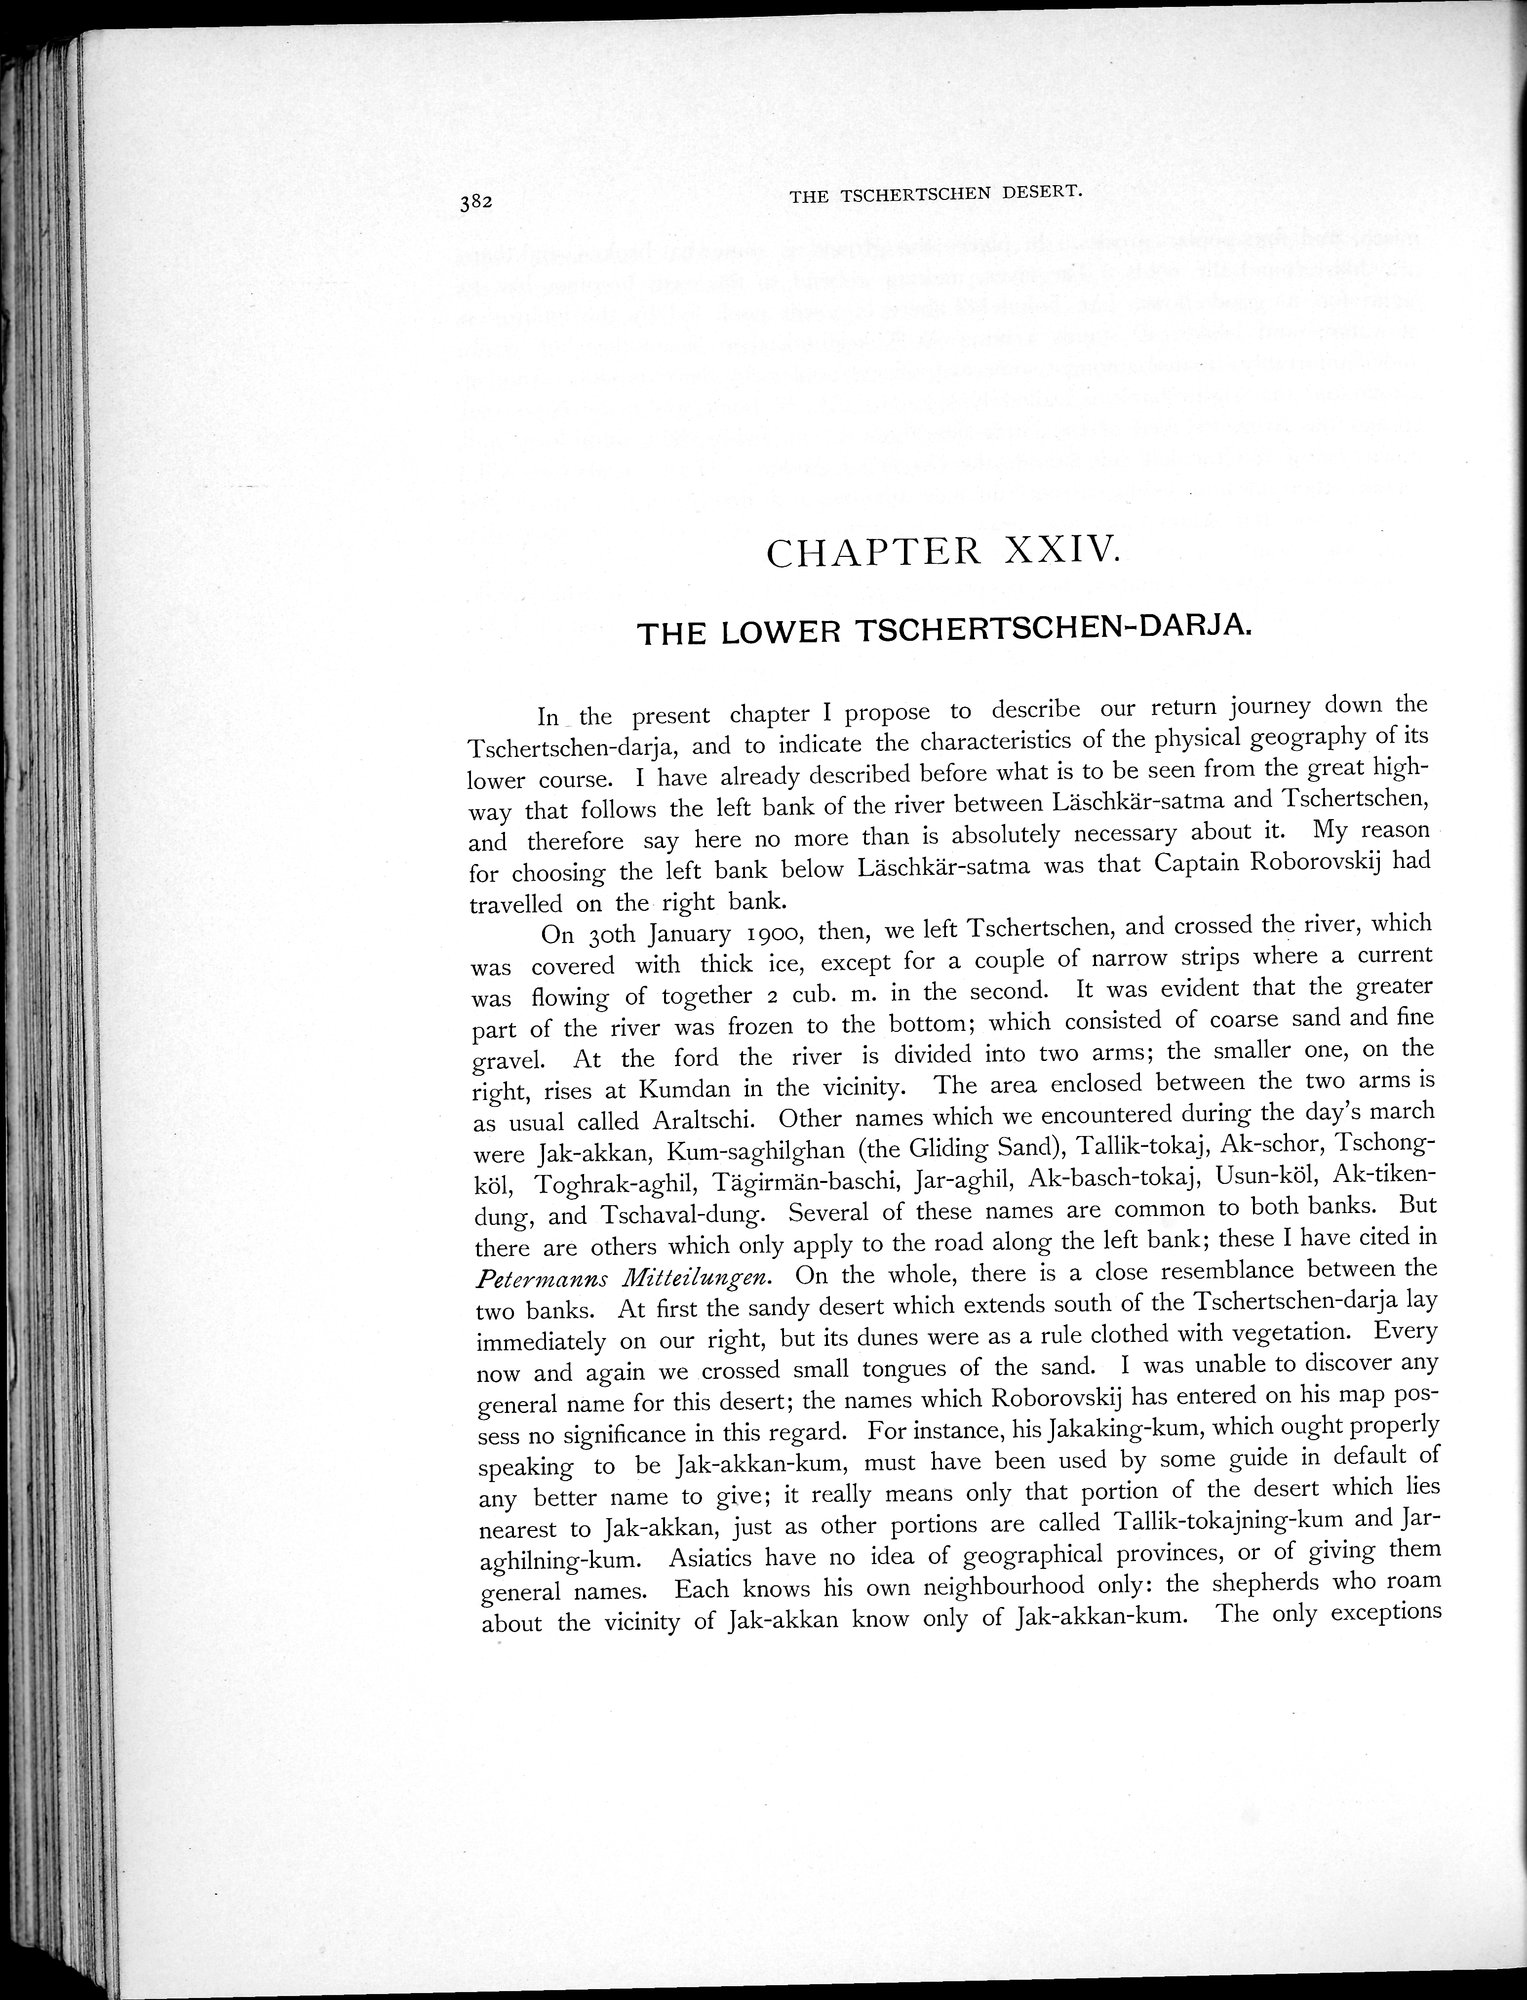 382
THE TSCHERTSCHEN DESERT.
CHAPTER XXIV.
THE LOWER TSCHERTSCHEN-DARJA.
In the present chapter I propose to describe our return journey down the
Tschertschen-darja, and to indicate the characteristics of the physical geography of its
lower course. I have already described before what is to be seen from the great high-
way that follows the left bank of the river between Läschkär-satma and Tschertschen,
and therefore say here no more than is absolutely necessary about it. My reason
for choosing the left bank below Läschkär-satma was that Captain Roborovskij had
travelled on the right bank.
On 30th January 1900, then, we left Tschertschen, and crossed the river, which
was covered with thick ice, except for a couple of narrow strips where a current
was flowing of together 2 cub. m. in the second. It was evident that the greater
part of the river was frozen to the bottom; which consisted of coarse sand and fine
gravel. At the ford the river is divided into two arms; the smaller one, on the
right, rises at Kumdan in the vicinity. The area enclosed between the two arms is
as usual called Araltschi. Other names which we encountered during the day's march
were Jak-akkan, Kum-saghilghan (the Gliding Sand), Tallik-tokaj, Ak-schor, Tschong-
köl, Toghrak-aghil, Tägirmän-baschi, Jar-aghil, Ak-basch-tokaj, Usun-köl, Ak-tiken-
dung, and Tschaval-dung. Several of these names are common to both banks. But
there are others which only apply to the road along the left bank; these I have cited in
Petermanns Mitteilungen. On the whole, there is a close resemblance between the
two banks. At first the sandy desert which extends south of the Tschertschen-darja lay
immediately on our right, but its dunes were as a rule clothed with vegetation. Every
now and again we crossed small tongues of the sand. I was unable to discover any
general name for this desert; the names which Roborovskij has entered on his map pos-
sess no significance in this regard. For instance, his Jakaking-kum, which ought properly
speaking to be Jak-akkan-kum, must have been used by some guide in default of
any better name to give; it really means only that portion of the desert which lies
nearest to Jak-akkan, just as other portions are called Tallik-tokajning-kum and Jar-
aghilning-kum. Asiatics have no idea of geographical provinces, or of giving them
general names. Each knows his own neighbourhood only: the shepherds who roam
about the vicinity of Jak-akkan know only of Jak-akkan-kum. The only exceptions